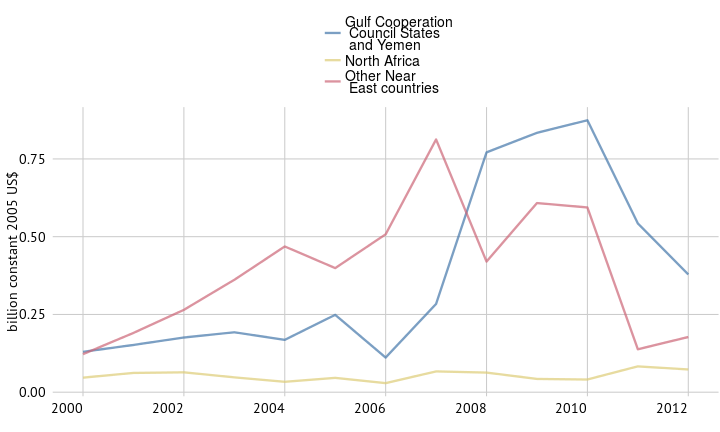 Gulf Cooperation
Council States
and Yemen
North Africa
Other Near
East countries
billion constant 2005 US$
0.75
0.50
0.25
0.00
2000 2002 2004 2006 2008 2010 2012